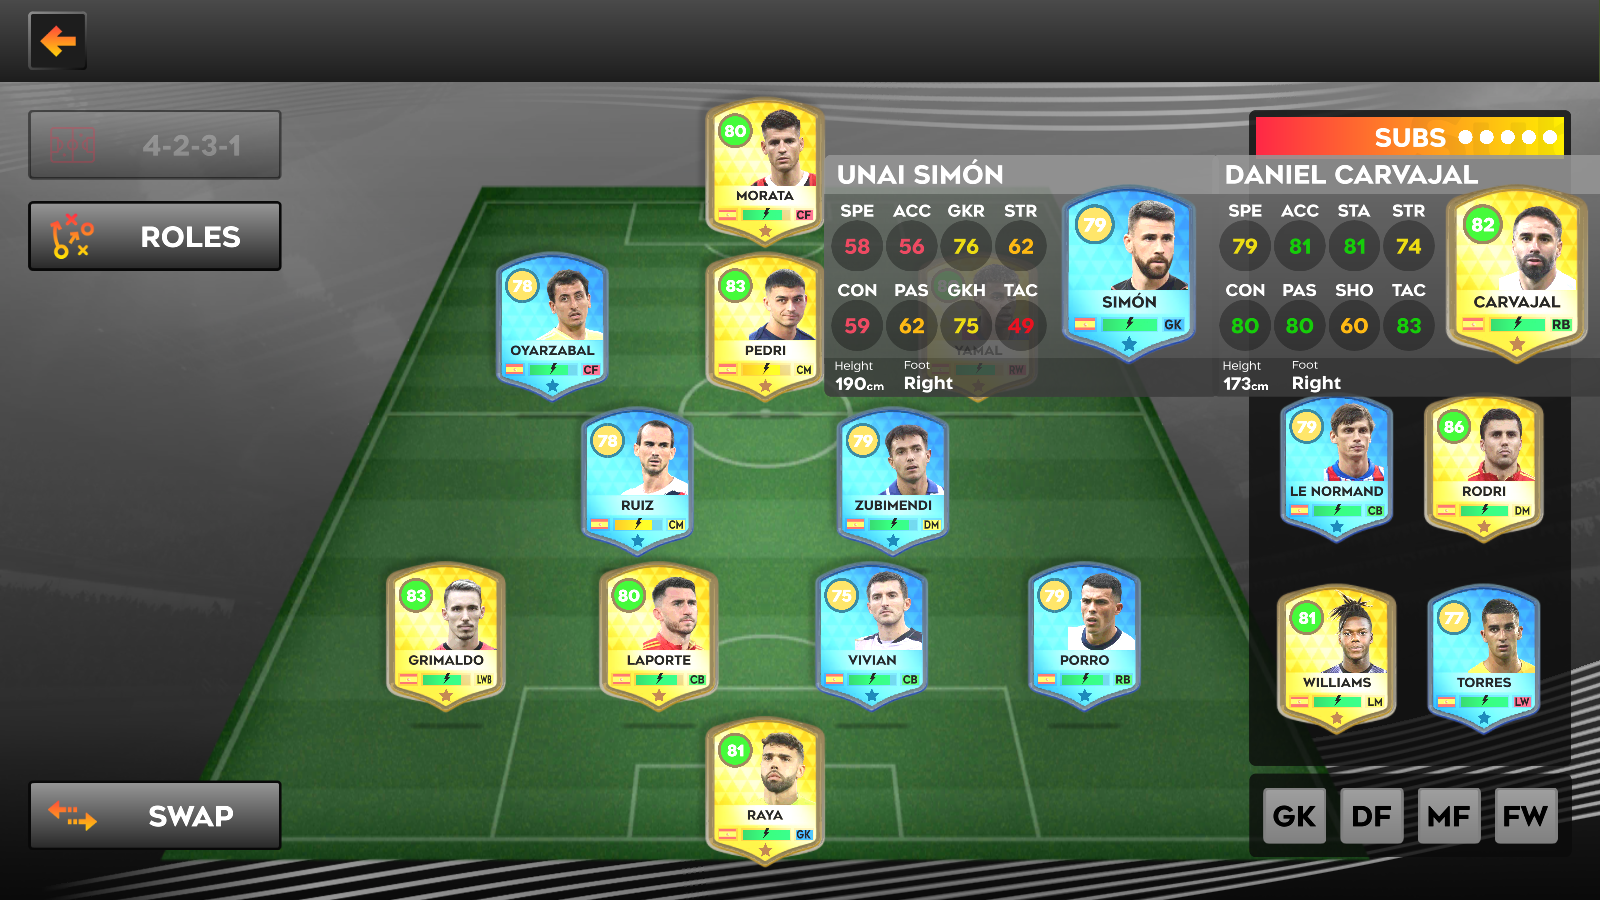 4-2-3-1
ROLES
SWAP
80
MORATA
CF
78
OYARZABAL
CF
83
PEDRI
CM
YAMAL
RW
78
RUIZ
CM
79
ZUBIMENDI
DM
83
GRIMALDO
LWB
80
LAPORTE
CB
75
VIVIAN
CB
79
PORRO
RB
81
RAYA
GK
UNAI SIMÓN
SPE ACC GKR STR
58 56 76 62
CON PAS GKH TAC
59 62 75 49
Height Foot
190cm Right
79
SIMÓN
GK
SUBS
DANIEL CARVAJAL
SPE ACC STA STR
79 81 81 74
CON PAS SHO TAC
80 80 60 83
Height Foot
173cm Right
82
CARVAJAL
RB
79
LE NORMAND
CB
86
RODRI
DM
81
WILLIAMS
LM
77
TORRES
LW
GK DF MF FW